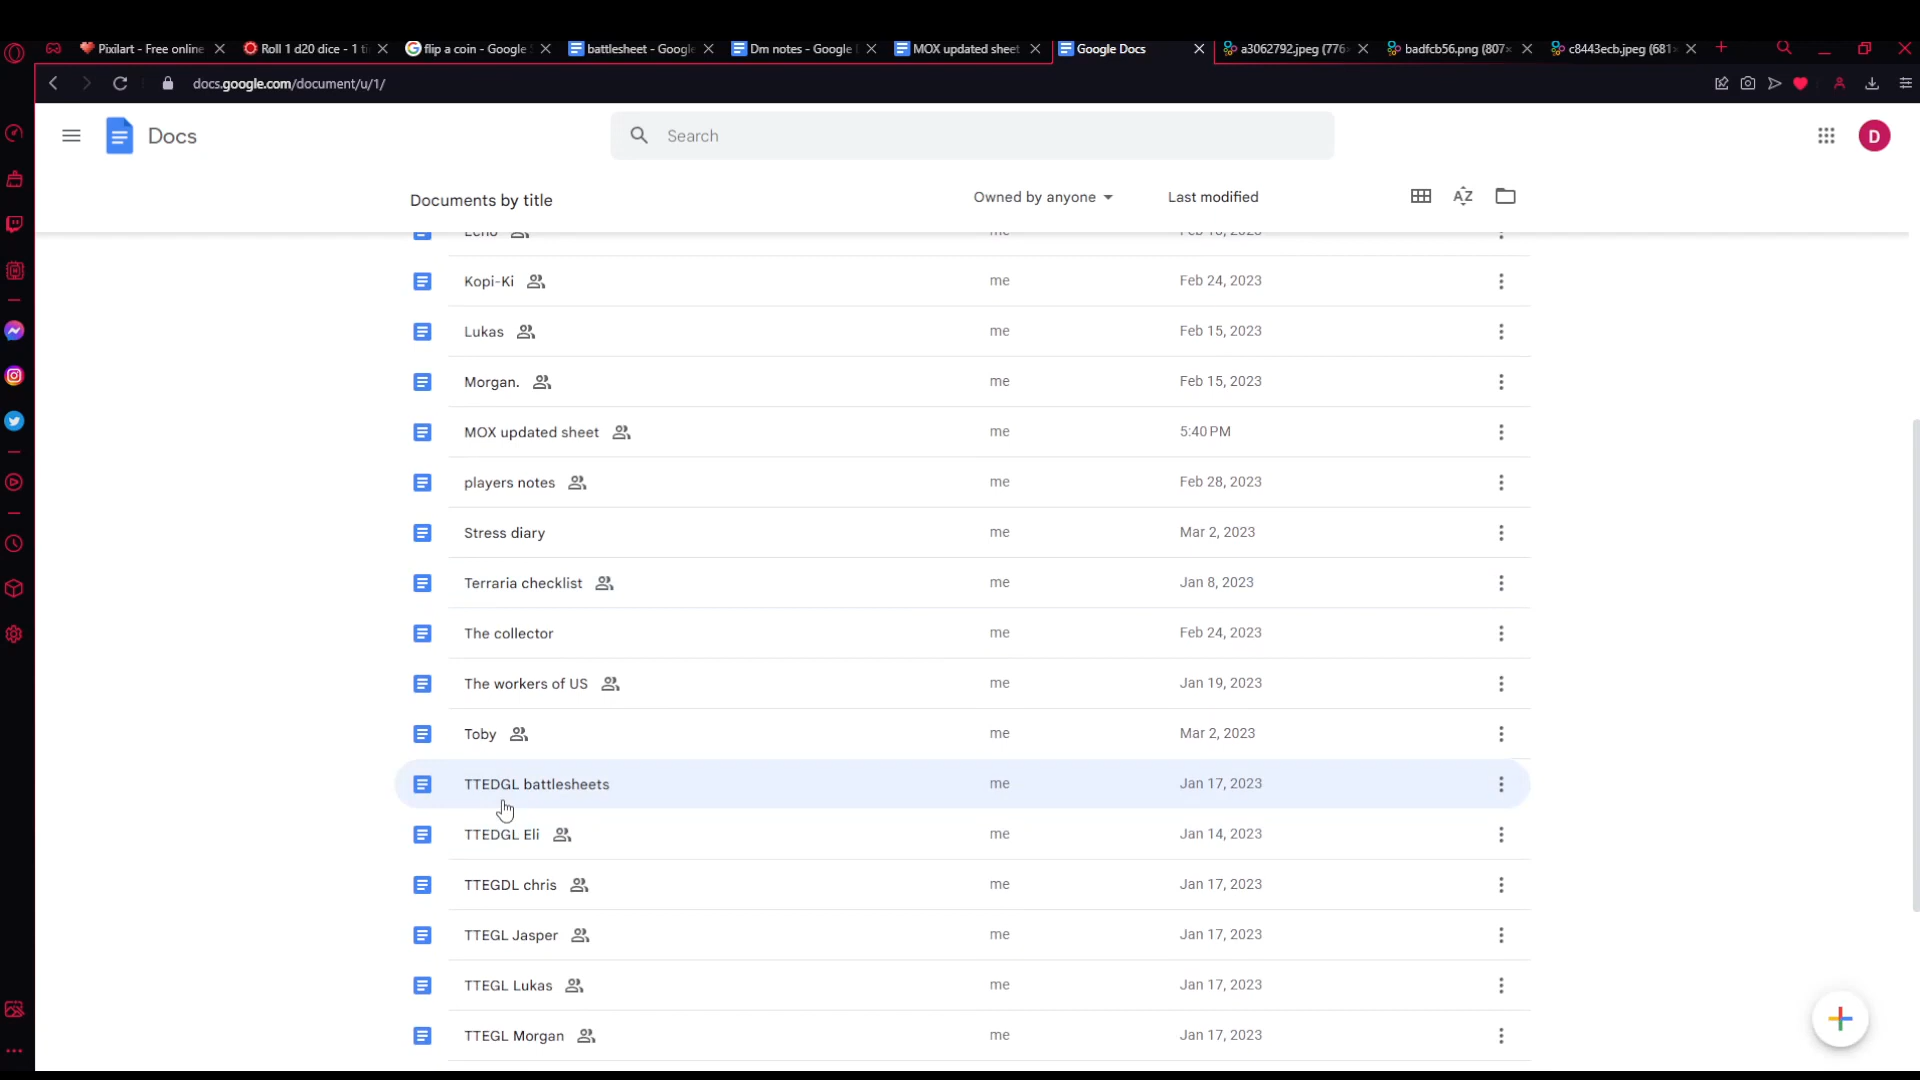 Pixilart - Free online
Roll 1 d20 dice - 1 ti
flip a coin - Google
battlesheet - Google
Dm notes - Google
MOX updated sheet
Google Docs
a3062792.jpeg (776×
badfcb56.png (807×
c8443ecb.jpeg (681×
docs.google.com/document/u/1/
Docs
Search
D
Documents by title
Owned by anyone
Last modified
AZ
Kopi-Ki me Feb 24, 2023
Lukas me Feb 15, 2023
Morgan. me Feb 15, 2023
MOX updated sheet me 5:40 PM
players notes me Feb 28, 2023
Stress diary me Mar 2, 2023
Terraria checklist me Jan 8, 2023
The collector me Feb 24, 2023
The workers of US me Jan 19, 2023
Toby me Mar 2, 2023
TTEDGL battlesheets me Jan 17, 2023
TTEDGL Eli me Jan 14, 2023
TTEGDL chris me Jan 17, 2023
TTEGL Jasper me Jan 17, 2023
TTEGL Lukas me Jan 17, 2023
TTEGL Morgan me Jan 17, 2023